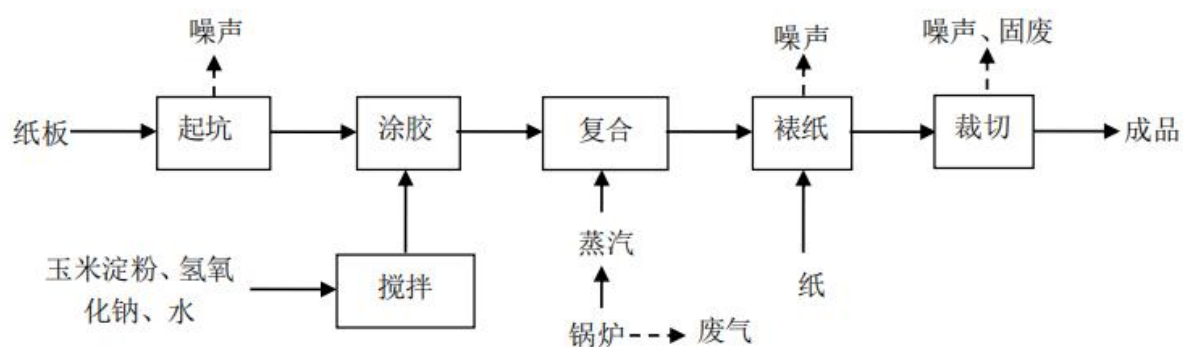 噪声
噪声
噪声、固废
纸板
起坑
涂胶
复合
裱纸
裁切
成品
玉米淀粉、氢氧
化钠、水
搅拌
蒸汽
纸
锅炉
废气